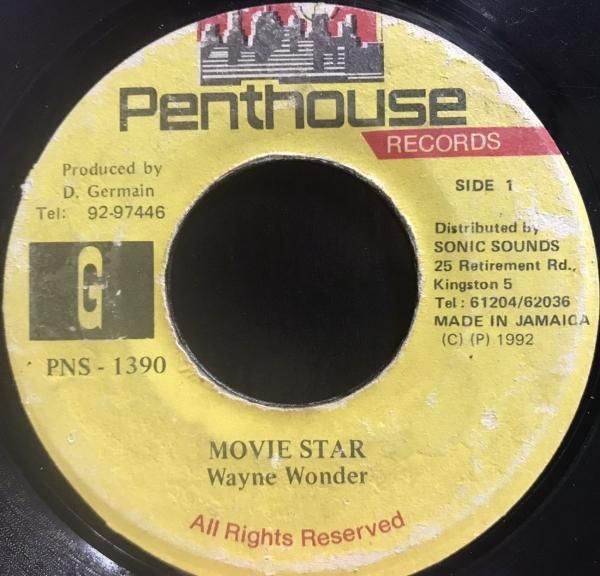 Penthouse
RECORDS
Produced by
D. Germain
Tel: 92-97446
G
PNS - 1390
SIDE 1
Distributed by
SONIC SOUNDS
25 Retirement Rd.,
Kingston 5
Tel : 61204/62036
MADE IN JAMAICA
(C) (P) 1992
MOVIE STAR
Wayne Wonder
All Rights Reserved